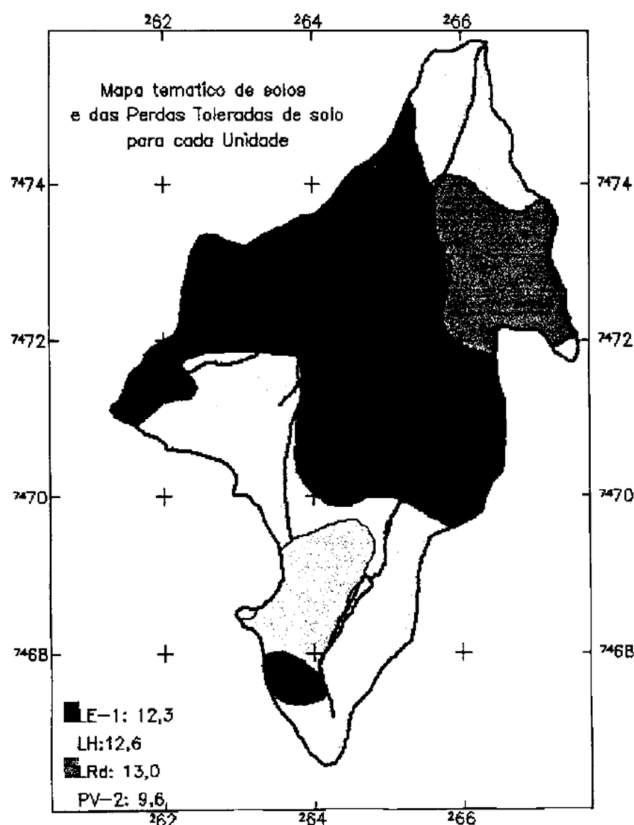 262 264 266
Mapa tematico de solos
e das Perdas Toleradas de solo
para cada Unidade
7474 7474
7472 7472
7470 7470
7468 7468
LE-1: 12,3
LH:12,6
LRd: 13,0
PV-2: 9,6
262 264 266